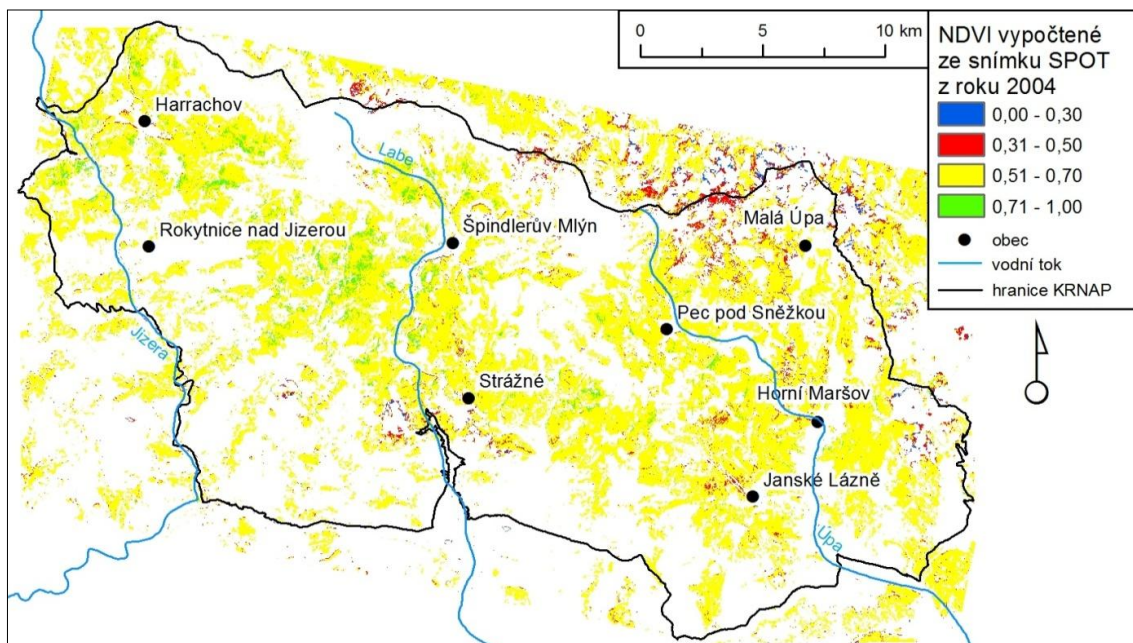 0 5 10 km
NDVI vypočtené
ze snímku SPOT
z roku 2004
0,00 - 0,30
0,31 - 0,50
0,51 - 0,70
0,71 - 1,00
obec
vodní tok
hranice KRNAP
Harrachov
Labe
Rokytnice nad Jizerou
Špindlerův Mlýn
Malá Úpa
Pec pod Sněžkou
Jizera
Strážné
Horní Maršov
Janské Lázně
Úpa